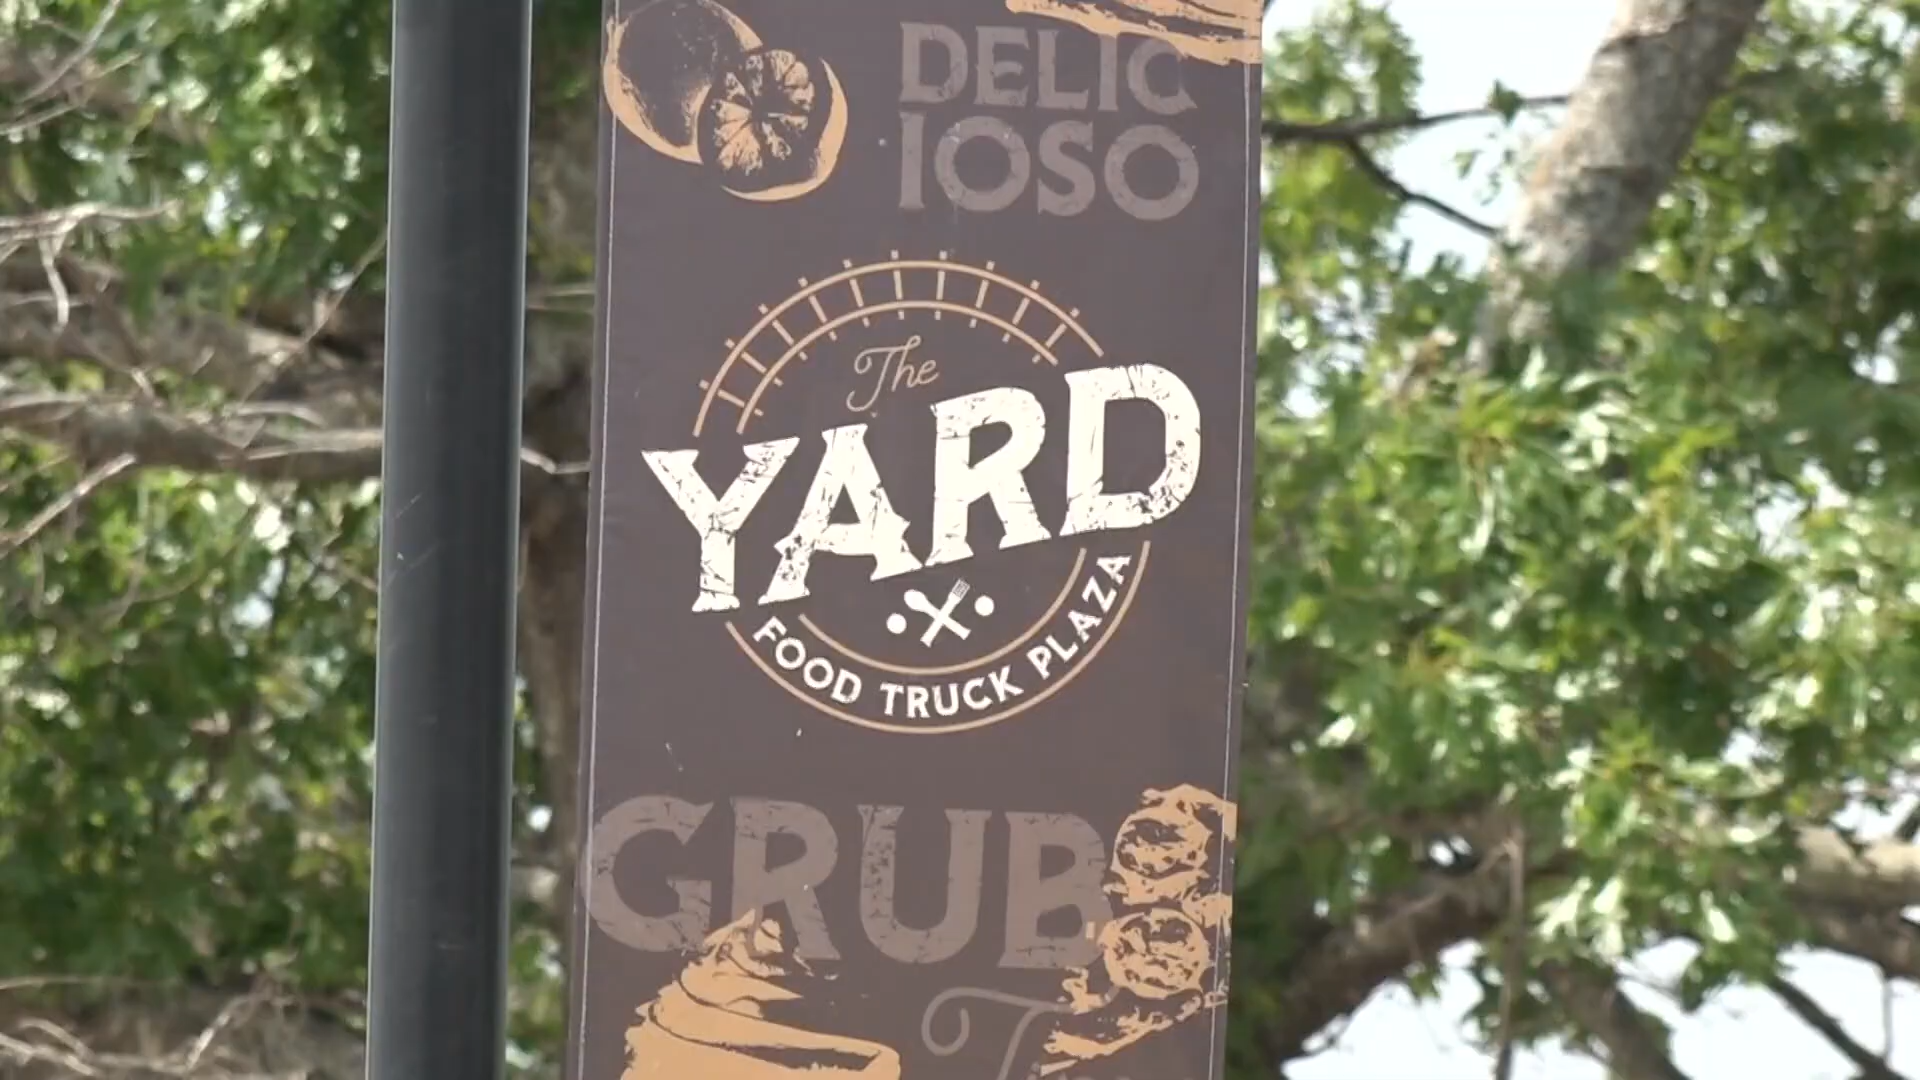 DELIC
IOSO
The
YARD
FOOD TRUCK PLAZA
GRUB